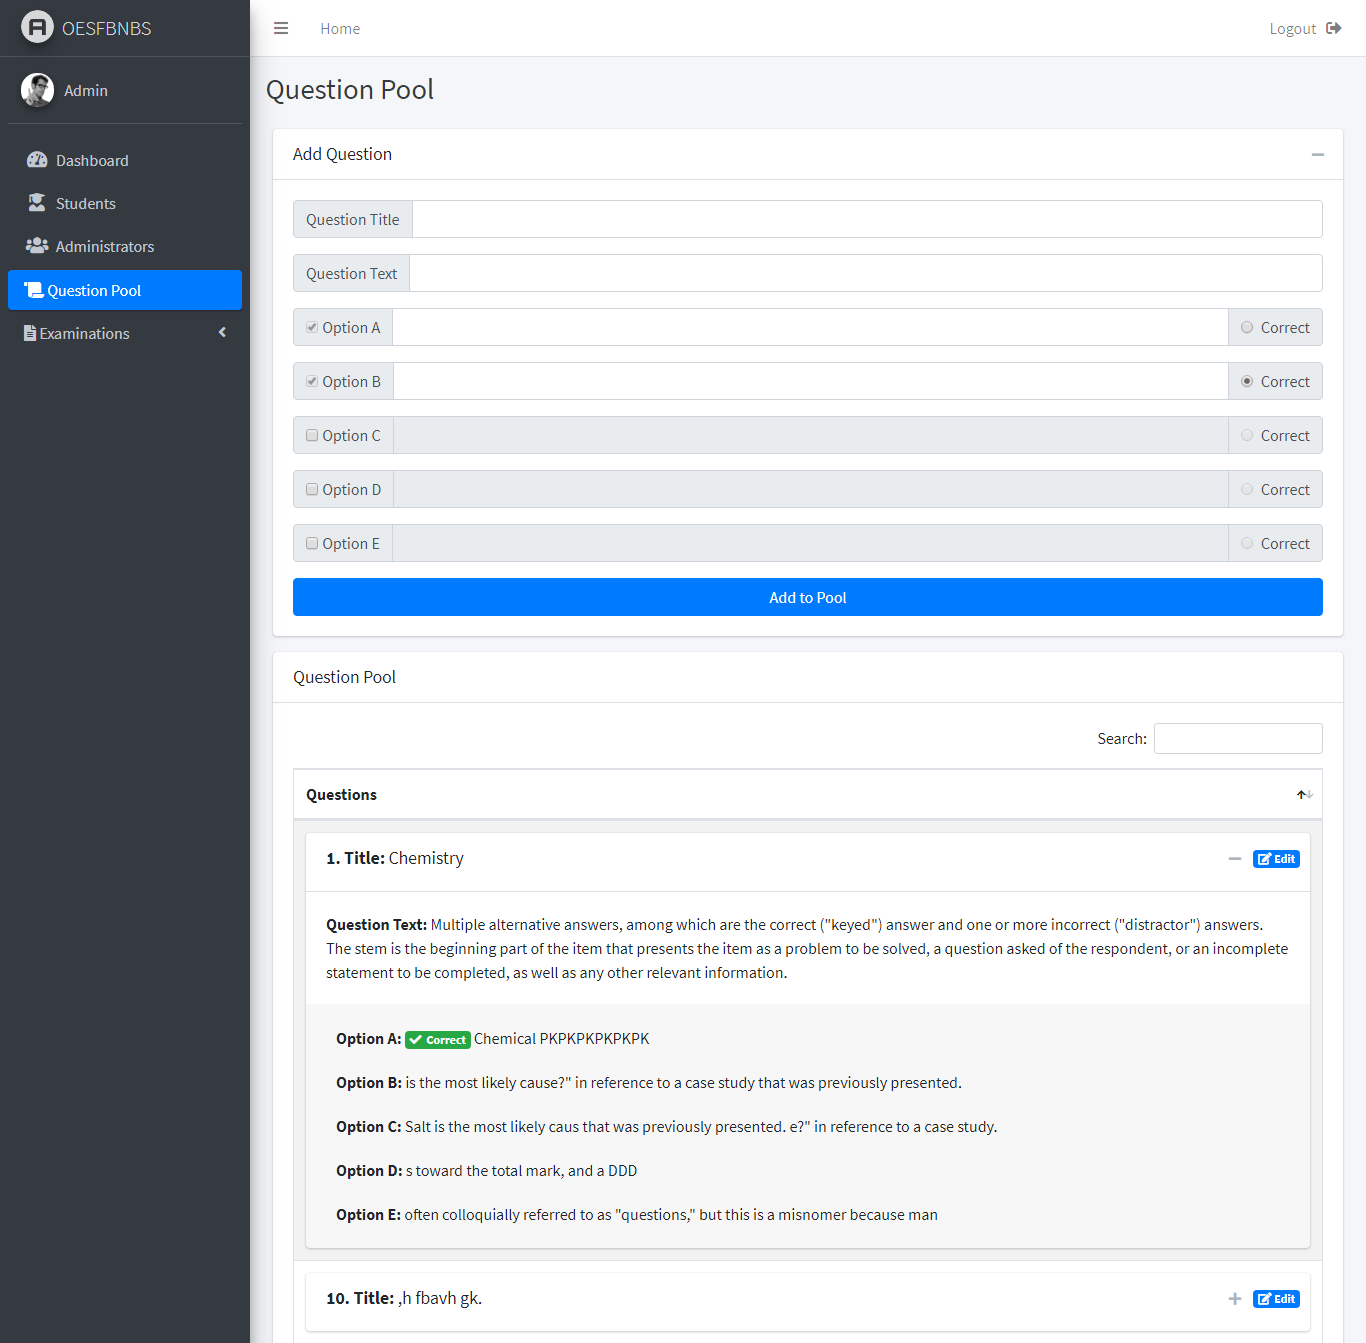 OESFBNBS
Home
Logout
Admin
Question Pool
Dashboard
Students
Administrators
Question Pool
Examinations
Add Question
Question Title
Question Text
Option A
Correct
Option B
Correct
Option C
Correct
Option D
Correct
Option E
Correct
Add to Pool
Question Pool
Search:
Questions
1. Title: Chemistry
Edit
Question Text: Multiple alternative answers, among which are the correct ("keyed") answer and one or more incorrect ("distractor") answers.
The stem is the beginning part of the item that presents the item as a problem to be solved, a question asked of the respondent, or an incomplete
statement to be completed, as well as any other relevant information.
Option A: Correct Chemical PKPKPKPKPKPK
Option B: is the most likely cause?" in reference to a case study that was previously presented.
Option C: Salt is the most likely caus that was previously presented. e?" in reference to a case study.
Option D: s toward the total mark, and a DDD
Option E: often colloquially referred to as "questions," but this is a misnomer because man
10. Title: ,h fbavh gk.
Edit